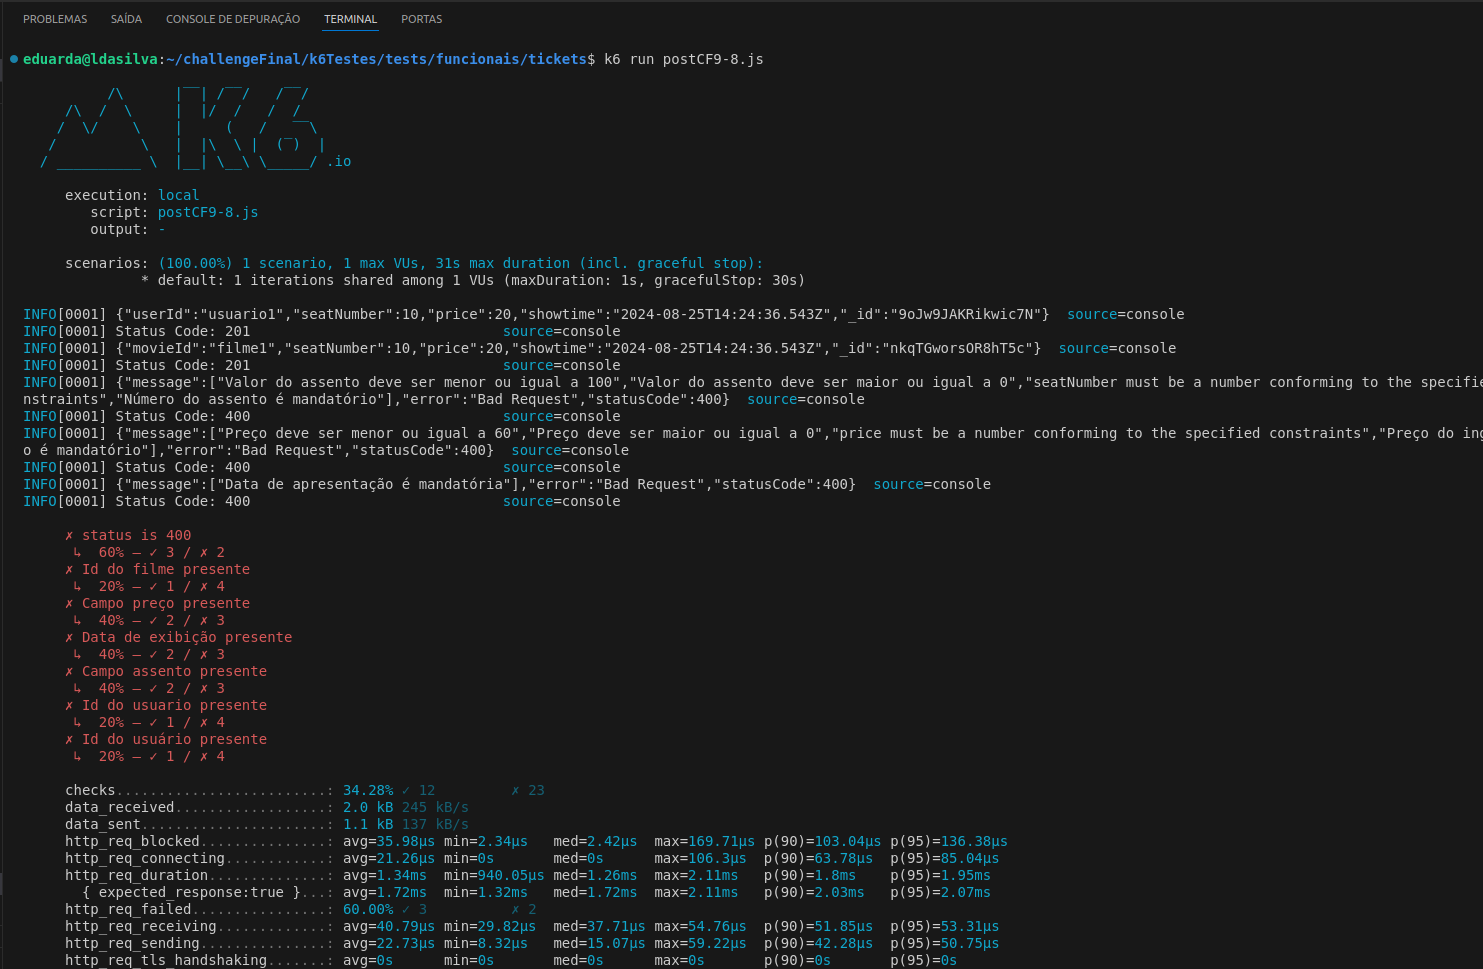 PROBLEMAS SAÍDA CONSOLE DE DEPURAÇÃO TERMINAL PORTAS
eduarda@ldasilva:~/challengeFinal/k6Testes/tests/funcionais/tickets$ k6 run postCF9-8.js
.io
execution: local
script: postCF9-8.js
output: -
scenarios: (100.00%) 1 scenario, 1 max VUs, 31s max duration (incl. graceful stop):
* default: 1 iterations shared among 1 VUs (maxDuration: 1s, gracefulStop: 30s)
INFO[0001] {"userId":"usuario1","seatNumber":10,"price":20,"showtime":"2024-08-25T14:24:36.543Z","_id":"9oJw9JAKRikwic7N"} source=console
INFO[0001] Status Code: 201 source=console
INFO[0001] {"movieId":"filme1","seatNumber":10,"price":20,"showtime":"2024-08-25T14:24:36.543Z","_id":"nkqTGworsOR8hT5c"} source=console
INFO[0001] Status Code: 201 source=console
INFO[0001] {"message":["Valor do assento deve ser menor ou igual a 100","Valor do assento deve ser maior ou igual a 0","seatNumber must be a number conforming to the specifie
nstraints","Número do assento é mandatório"],"error":"Bad Request","statusCode":400} source=console
INFO[0001] Status Code: 400 source=console
INFO[0001] {"message":["Preço deve ser menor ou igual a 60","Preço deve ser maior ou igual a 0","price must be a number conforming to the specified constraints","Preço do ing
o é mandatório"],"error":"Bad Request","statusCode":400} source=console
INFO[0001] Status Code: 400 source=console
INFO[0001] {"message":["Data de apresentação é mandatória"],"error":"Bad Request","statusCode":400} source=console
INFO[0001] Status Code: 400 source=console
✗ status is 400
↳ 60% — ✓ 3 / ✗ 2
✗ Id do filme presente
↳ 20% — ✓ 1 / ✗ 4
✗ Campo preço presente
↳ 40% — ✓ 2 / ✗ 3
✗ Data de exibição presente
↳ 40% — ✓ 2 / ✗ 3
✗ Campo assento presente
↳ 40% — ✓ 2 / ✗ 3
✗ Id do usuario presente
↳ 20% — ✓ 1 / ✗ 4
✗ Id do usuário presente
↳ 20% — ✓ 1 / ✗ 4
checks.........................: 34.28% ✓ 12 ✗ 23
data_received..................: 2.0 kB 245 kB/s
data_sent......................: 1.1 kB 137 kB/s
http_req_blocked...............: avg=35.98µs min=2.34µs med=2.42µs max=169.71µs p(90)=103.04µs p(95)=136.38µs
http_req_connecting............: avg=21.26µs min=0s med=0s max=106.3µs p(90)=63.78µs p(95)=85.04µs
http_req_duration..............: avg=1.34ms min=940.05µs med=1.26ms max=2.11ms p(90)=1.8ms p(95)=1.95ms
{ expected_response:true }...: avg=1.72ms min=1.32ms med=1.72ms max=2.11ms p(90)=2.03ms p(95)=2.07ms
http_req_failed................: 60.00% ✓ 3 ✗ 2
http_req_receiving.............: avg=40.79µs min=29.82µs med=37.71µs max=54.76µs p(90)=51.85µs p(95)=53.31µs
http_req_sending...............: avg=22.73µs min=8.32µs med=15.07µs max=59.22µs p(90)=42.28µs p(95)=50.75µs
http_req_tls_handshaking.......: avg=0s min=0s med=0s max=0s p(90)=0s p(95)=0s